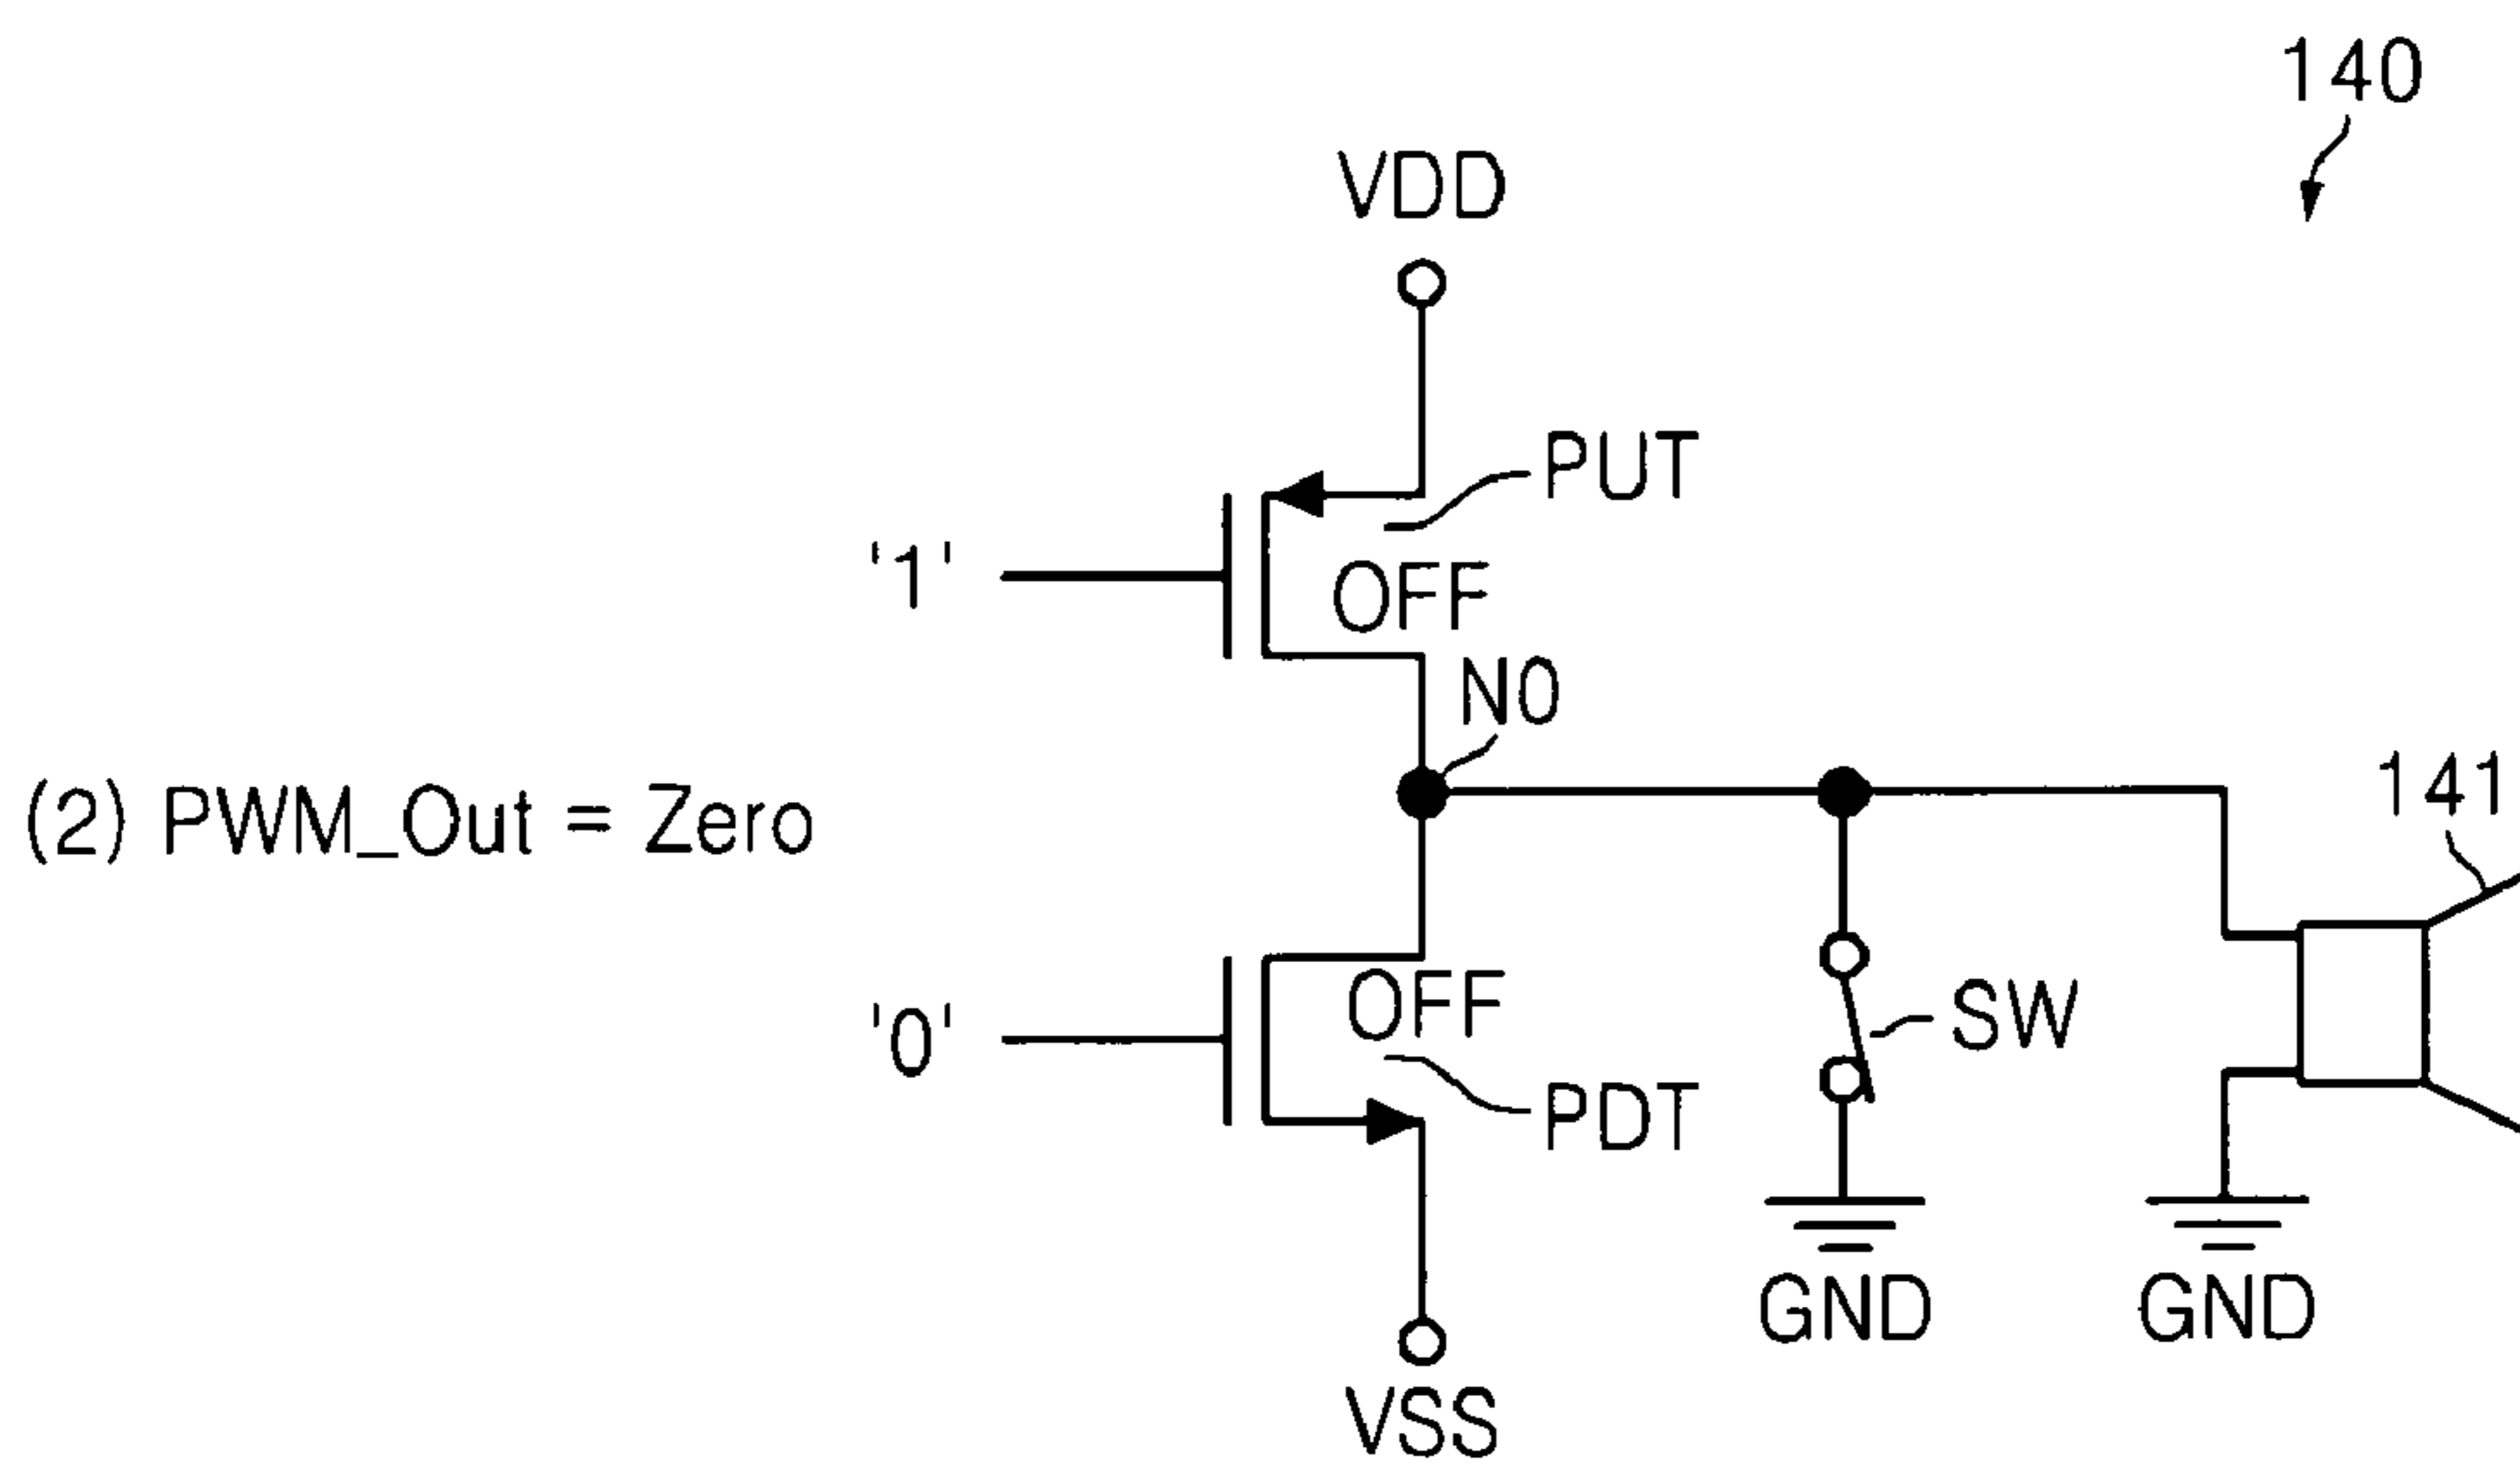 140
VDD
PUT
'1'
OFF
N0
(2) PWM_Out = Zero
141
'0'
OFF
SW
PDT
GND
GND
VSS